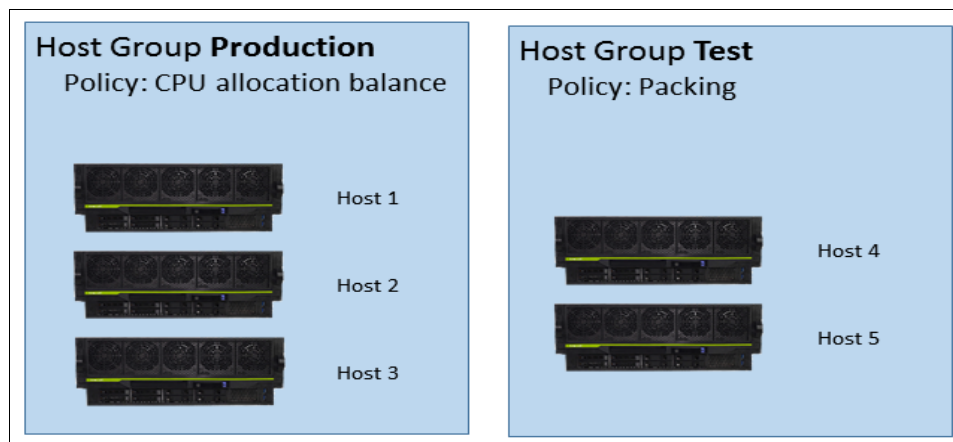 Host Group Production
Policy: CPU allocation balance
Host 1
Host 2
Host 3
Host Group Test
Policy: Packing
Host 4
Host 5